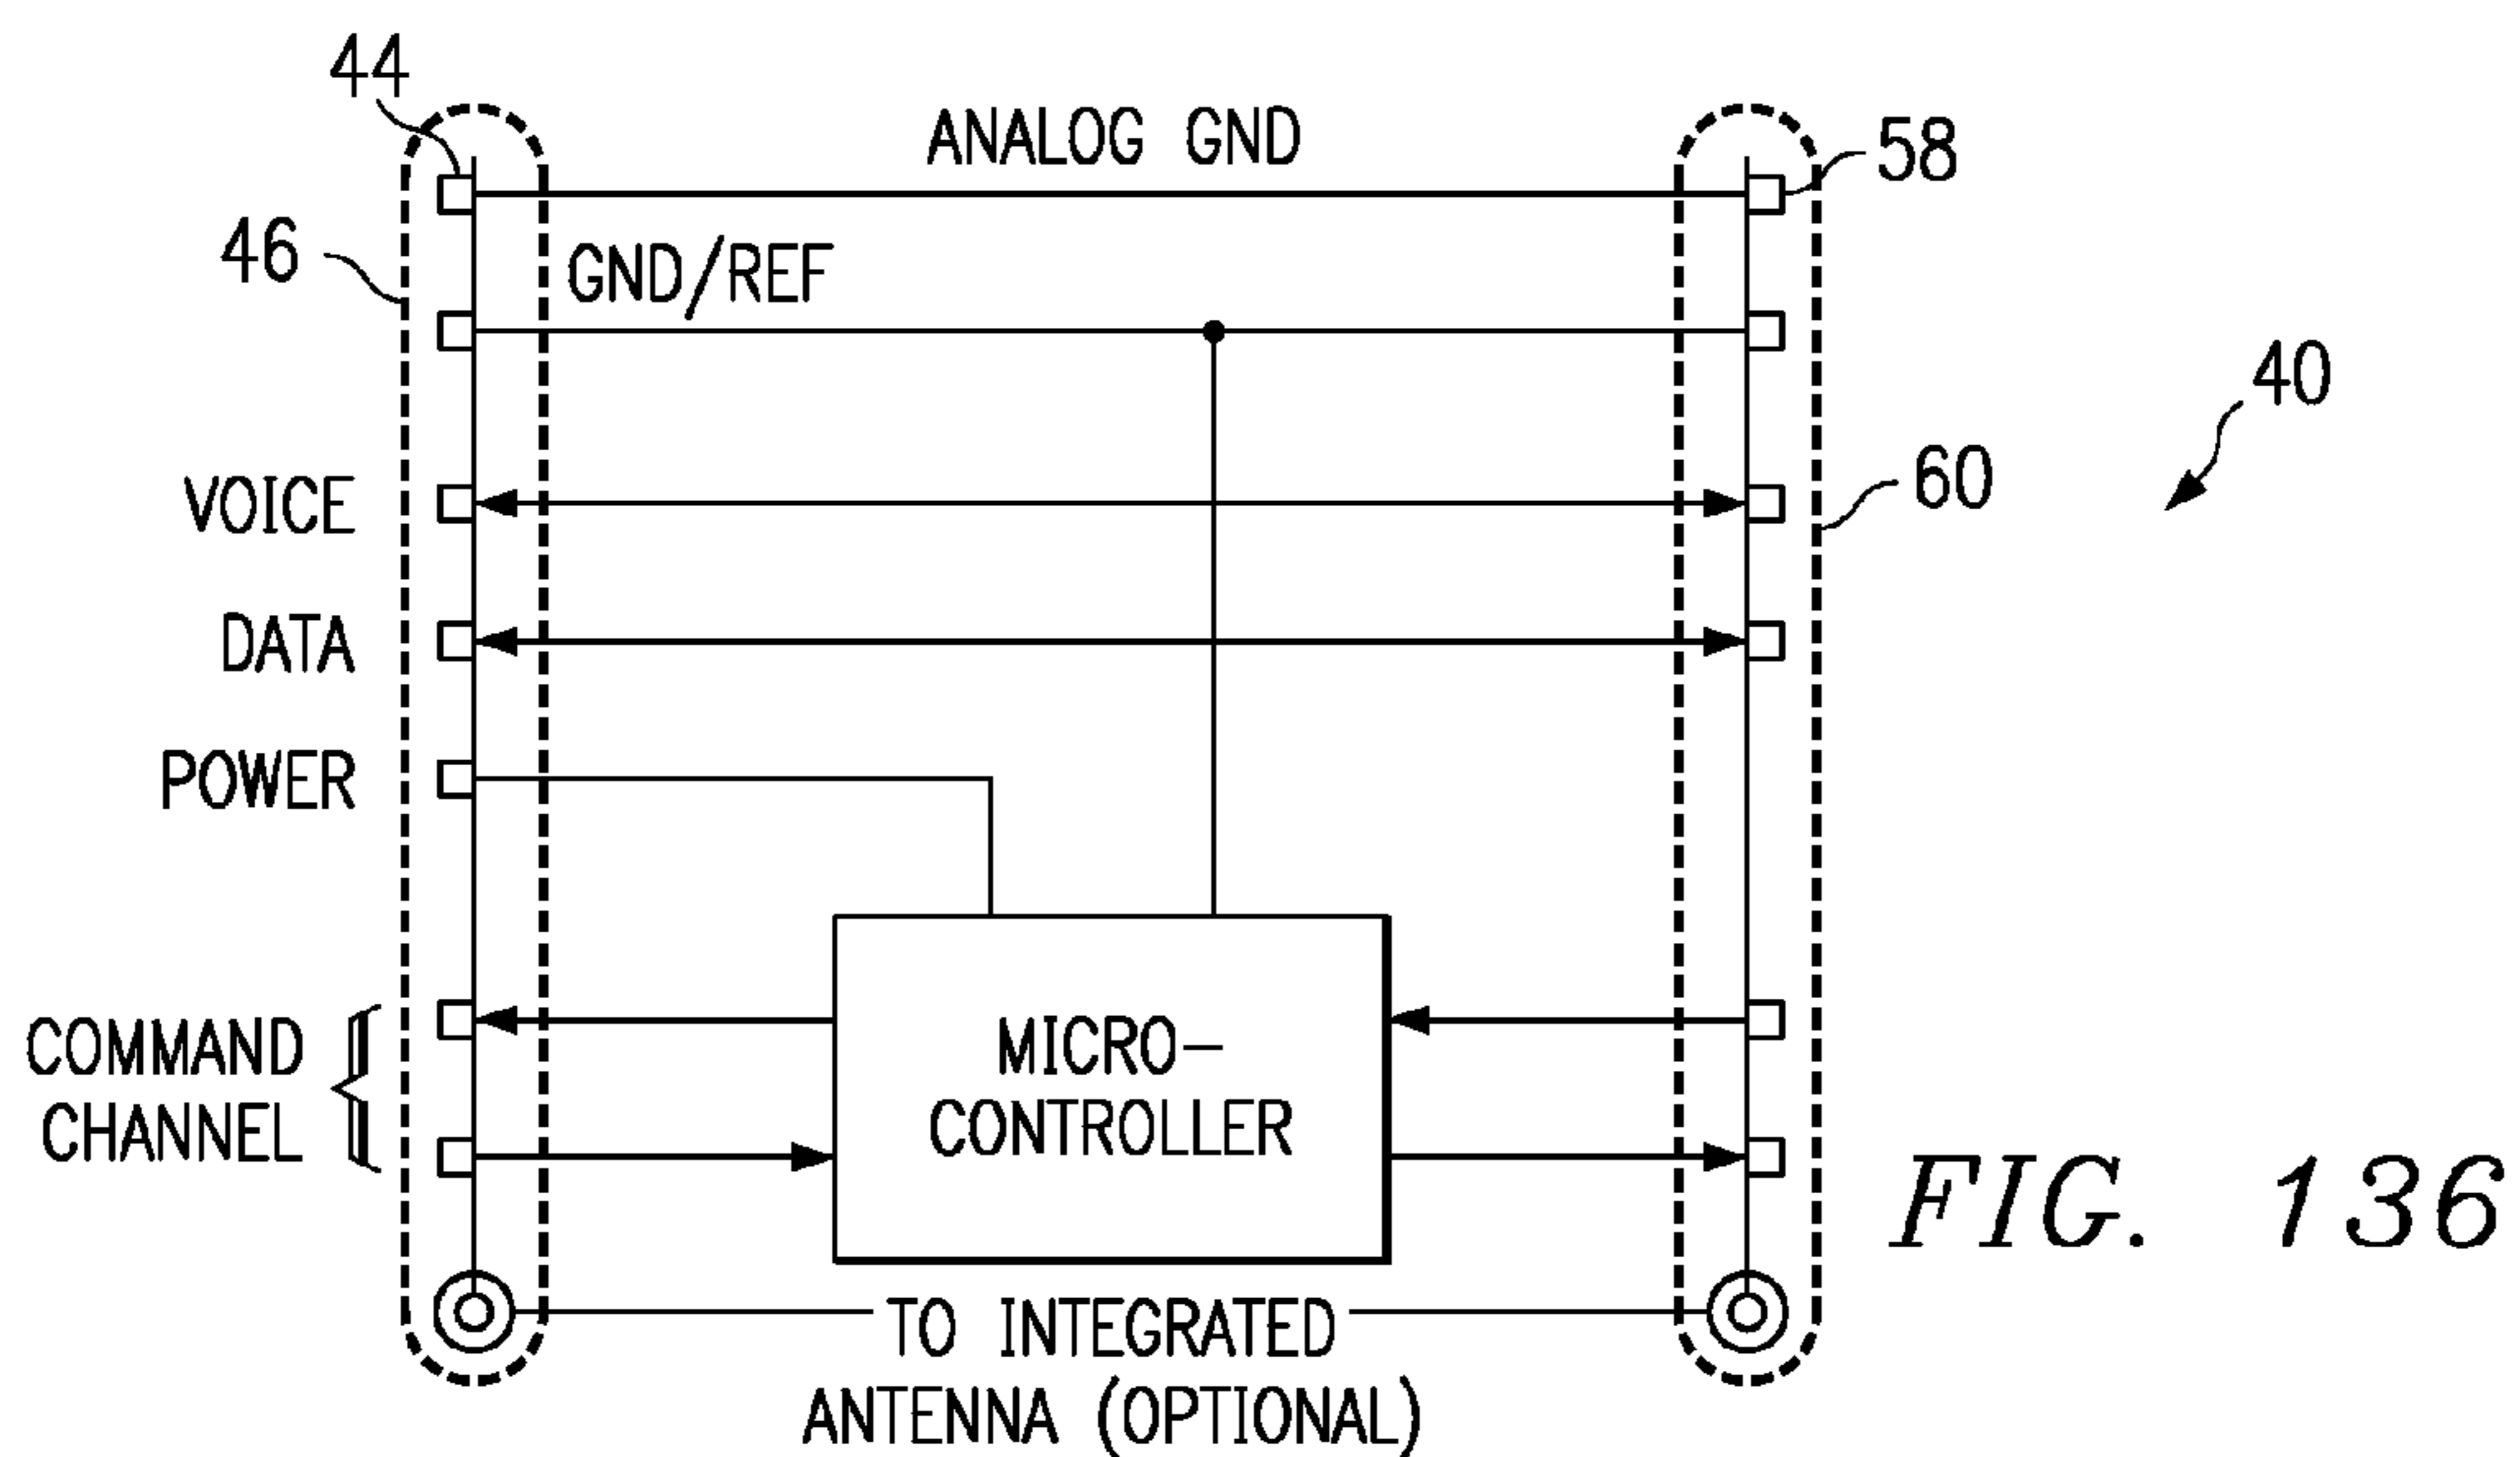 44
ANALOG GND
58
46
GND/REF
40
60
VOICE
DATA
POWER
COMMAND
CHANNEL
MICRO-
CONTROLLER
FIG. 136
TO INTEGRATED
ANTENNA (OPTIONAL)